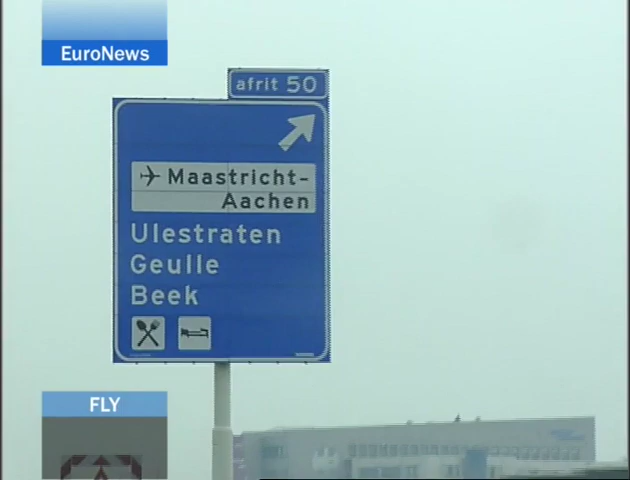 EuroNews
afrit 50
Maastricht-
Aachen
Ulestraten
Geulle
Beek
FLY